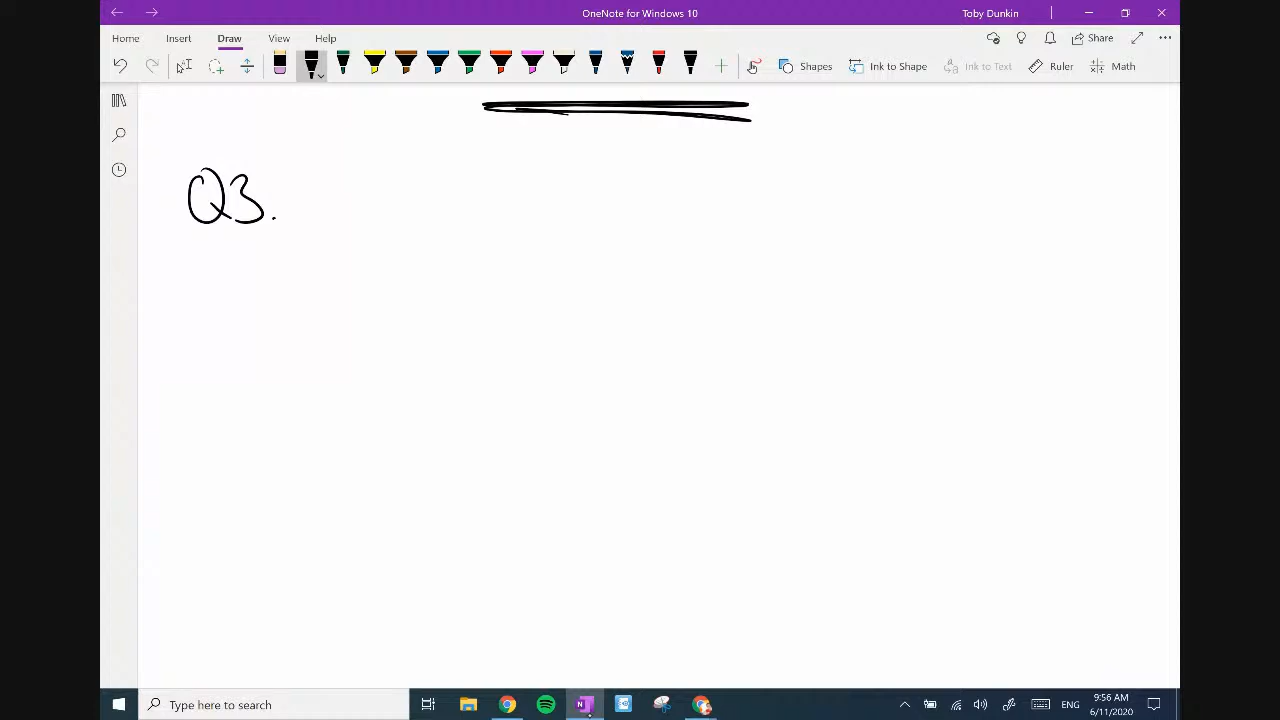 OneNote for Windows 10
Toby Dunkin
Home Insert Draw View Help
Share
Shapes Ink to Shape Ink to Text Ruler Math
Q3.
Type here to search
ENG
9:56 AM
6/11/2020